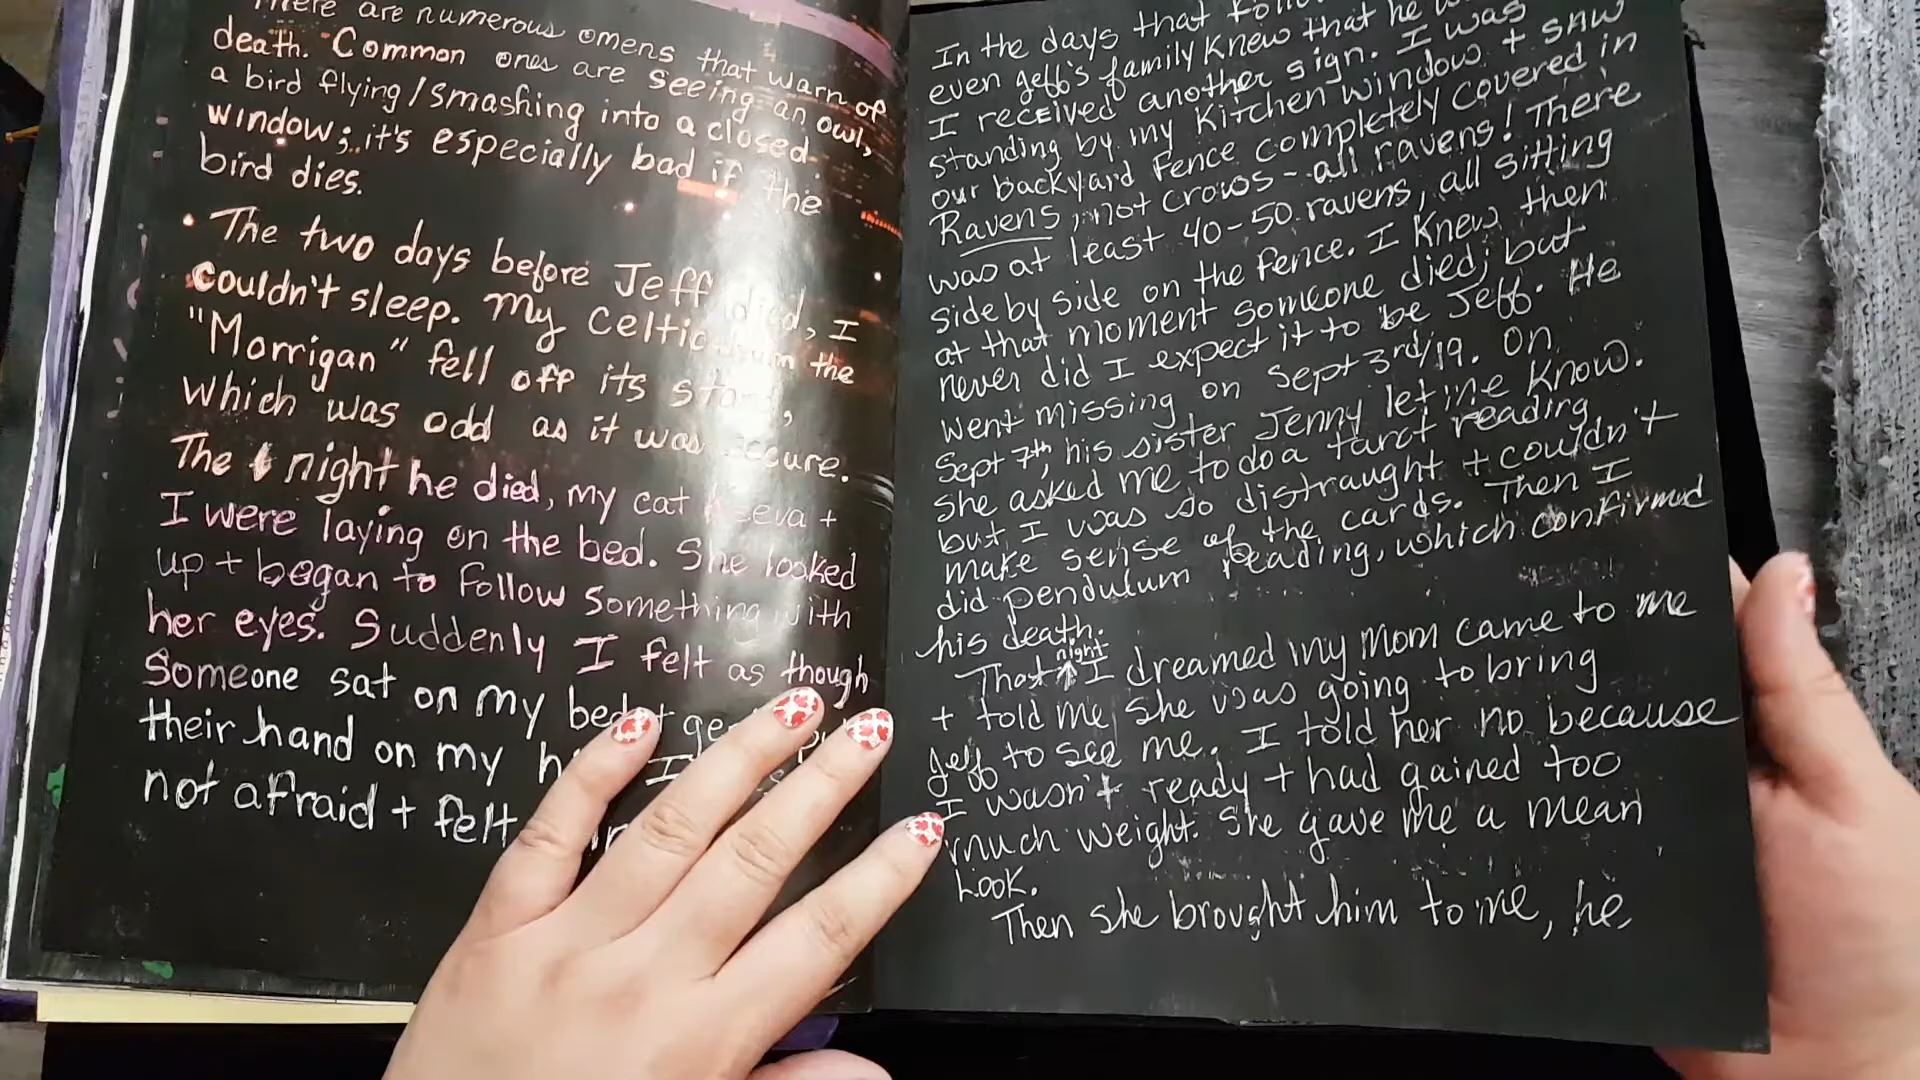 There are numerous omens that warn of
death. Common ones are seeing an owl,
a bird flying/smashing into a closed
window; it's especially bad if the
bird dies.
• The two days before Jeff died, I
couldn't sleep. My Celtic drum the
"Morrigan" fell off its stand,
which was odd as it was secure.
The night he died, my cat eva +
I were laying on the bed. She looked
up + began to follow something with
her eyes. Suddenly I felt as though
someone sat on my bed +
their hand on my I
not afraid + felt
In the days that
even Jeff's family knew that he
I received another sign. I was
standing by my kitchen window + saw
our backyard fence completely covered in
Ravens, not crows - all ravens! There
was at least 40-50 ravens, all sitting
side by side on the fence. I knew then
at that moment someone died; but
never did I expect it to be Jeff. He
went missing on Sept 3rd/19. On
Sept 7th, his sister Jenny let me know.
She asked me to do a tarot reading,
but I was so distraught + couldn't
make sense of the cards. Then I
did pendulum reading, which confirmed
his death.
That night I dreamed my Mom came to me
+ told me she was going to bring
Jeff to see me. I told her no because
I wasn't ready + had gained too
much weight. She gave me a mean
Look.
Then she brought him to me, he